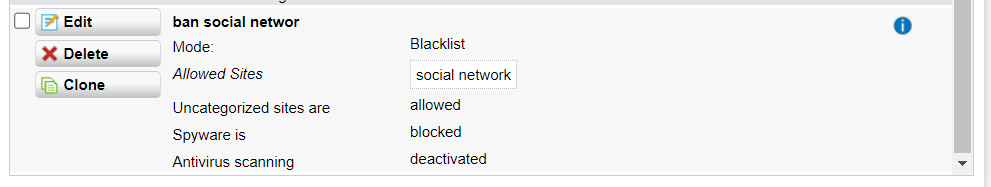 Edit
ban social networ
Mode:
Blacklist
Delete
Allowed Sites
social network
Clone
Uncategorized sites are
allowed
Spyware is
blocked
Antivirus scanning
deactivated